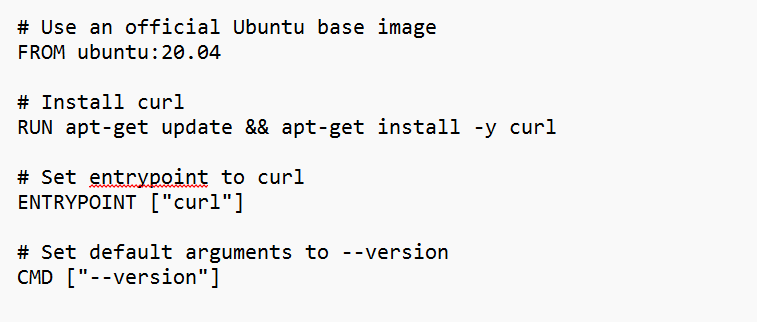 # Use an official Ubuntu base image
FROM ubuntu:20.04
# Install curl
RUN apt-get update && apt-get install -y curl
# Set entrypoint to curl
ENTRYPOINT ["curl"]
# Set default arguments to --version
CMD ["--version"]